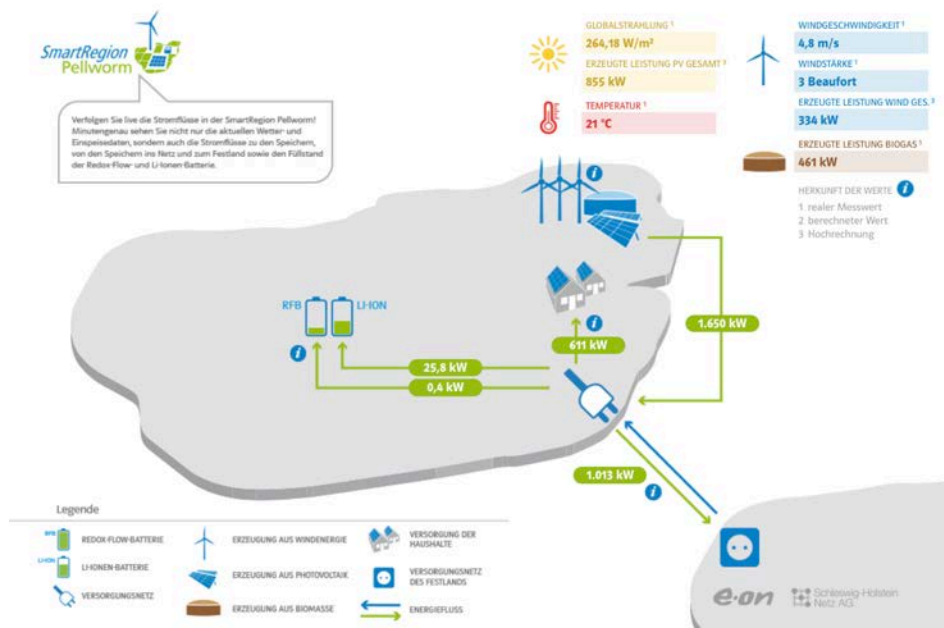 SmartRegion
Pellworm
Verfolgen Sie live die Stromflüsse in der SmartRegion Pellworm!
Minutengenau sehen Sie nicht nur die aktuellen Wetter- und
Einspeisedaten, sondern auch die Stromflüsse zu den Speichern,
von den Speichern ins Netz und zum Festland sowie den Füllstand
der Redox-Flow- und Li-Ionen-Batterie.
GLOBALSTRAHLUNG ¹
264,18 W/m²
ERZEUGTE LEISTUNG PV GESAMT ³
855 kW
TEMPERATUR ¹
21 °C
WINDGESCHWINDIGKEIT ¹
4,8 m/s
WINDSTÄRKE ¹
3 Beaufort
ERZEUGTE LEISTUNG WIND GES. ³
334 kW
ERZEUGTE LEISTUNG BIOGAS ¹
461 kW
HERKUNFT DER WERTE i
1 realer Messwert
2 berechneter Wert
3 Hochrechnung
i
RFB
LI-ION
i
i
611 kW
1.650 kW
25,8 kW
0,4 kW
1.013 kW
i
Legende
RFB
REDOX-FLOW-BATTERIE
LI-ION
LI-IONEN-BATTERIE
VERSORGUNGSNETZ
ERZEUGUNG AUS WINDENERGIE
ERZEUGUNG AUS PHOTOVOLTAIK
ERZEUGUNG AUS BIOMASSE
VERSORGUNG DER
HAUSHALTE
VERSORGUNGSNETZ
DES FESTLANDS
ENERGIEFLUSS
e·on
Schleswig-Holstein
Netz AG